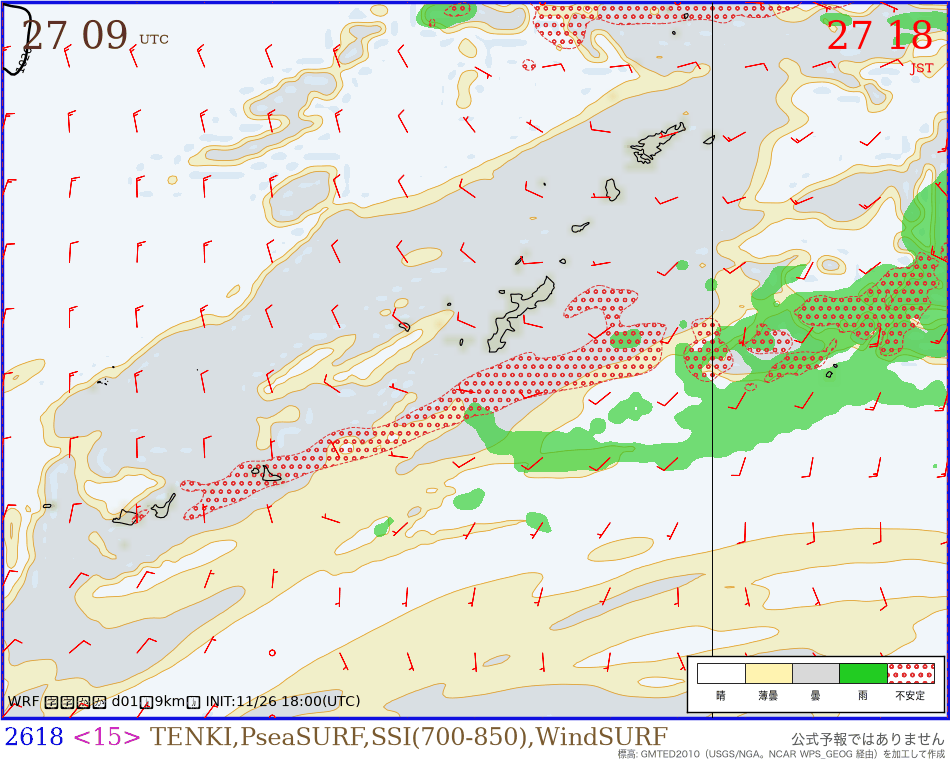 27 09 UTC
27 18
JST
1020
晴 薄曇 曇 雨 不安定
WRF d01 9km INIT:11/26 18:00(UTC)
2618 <15> TENKI,PseaSURF,SSI(700-850),WindSURF
公式予報ではありません
標高: GMTED2010（USGS/NGA。NCAR WPS_GEOG 経由）を加工して作成